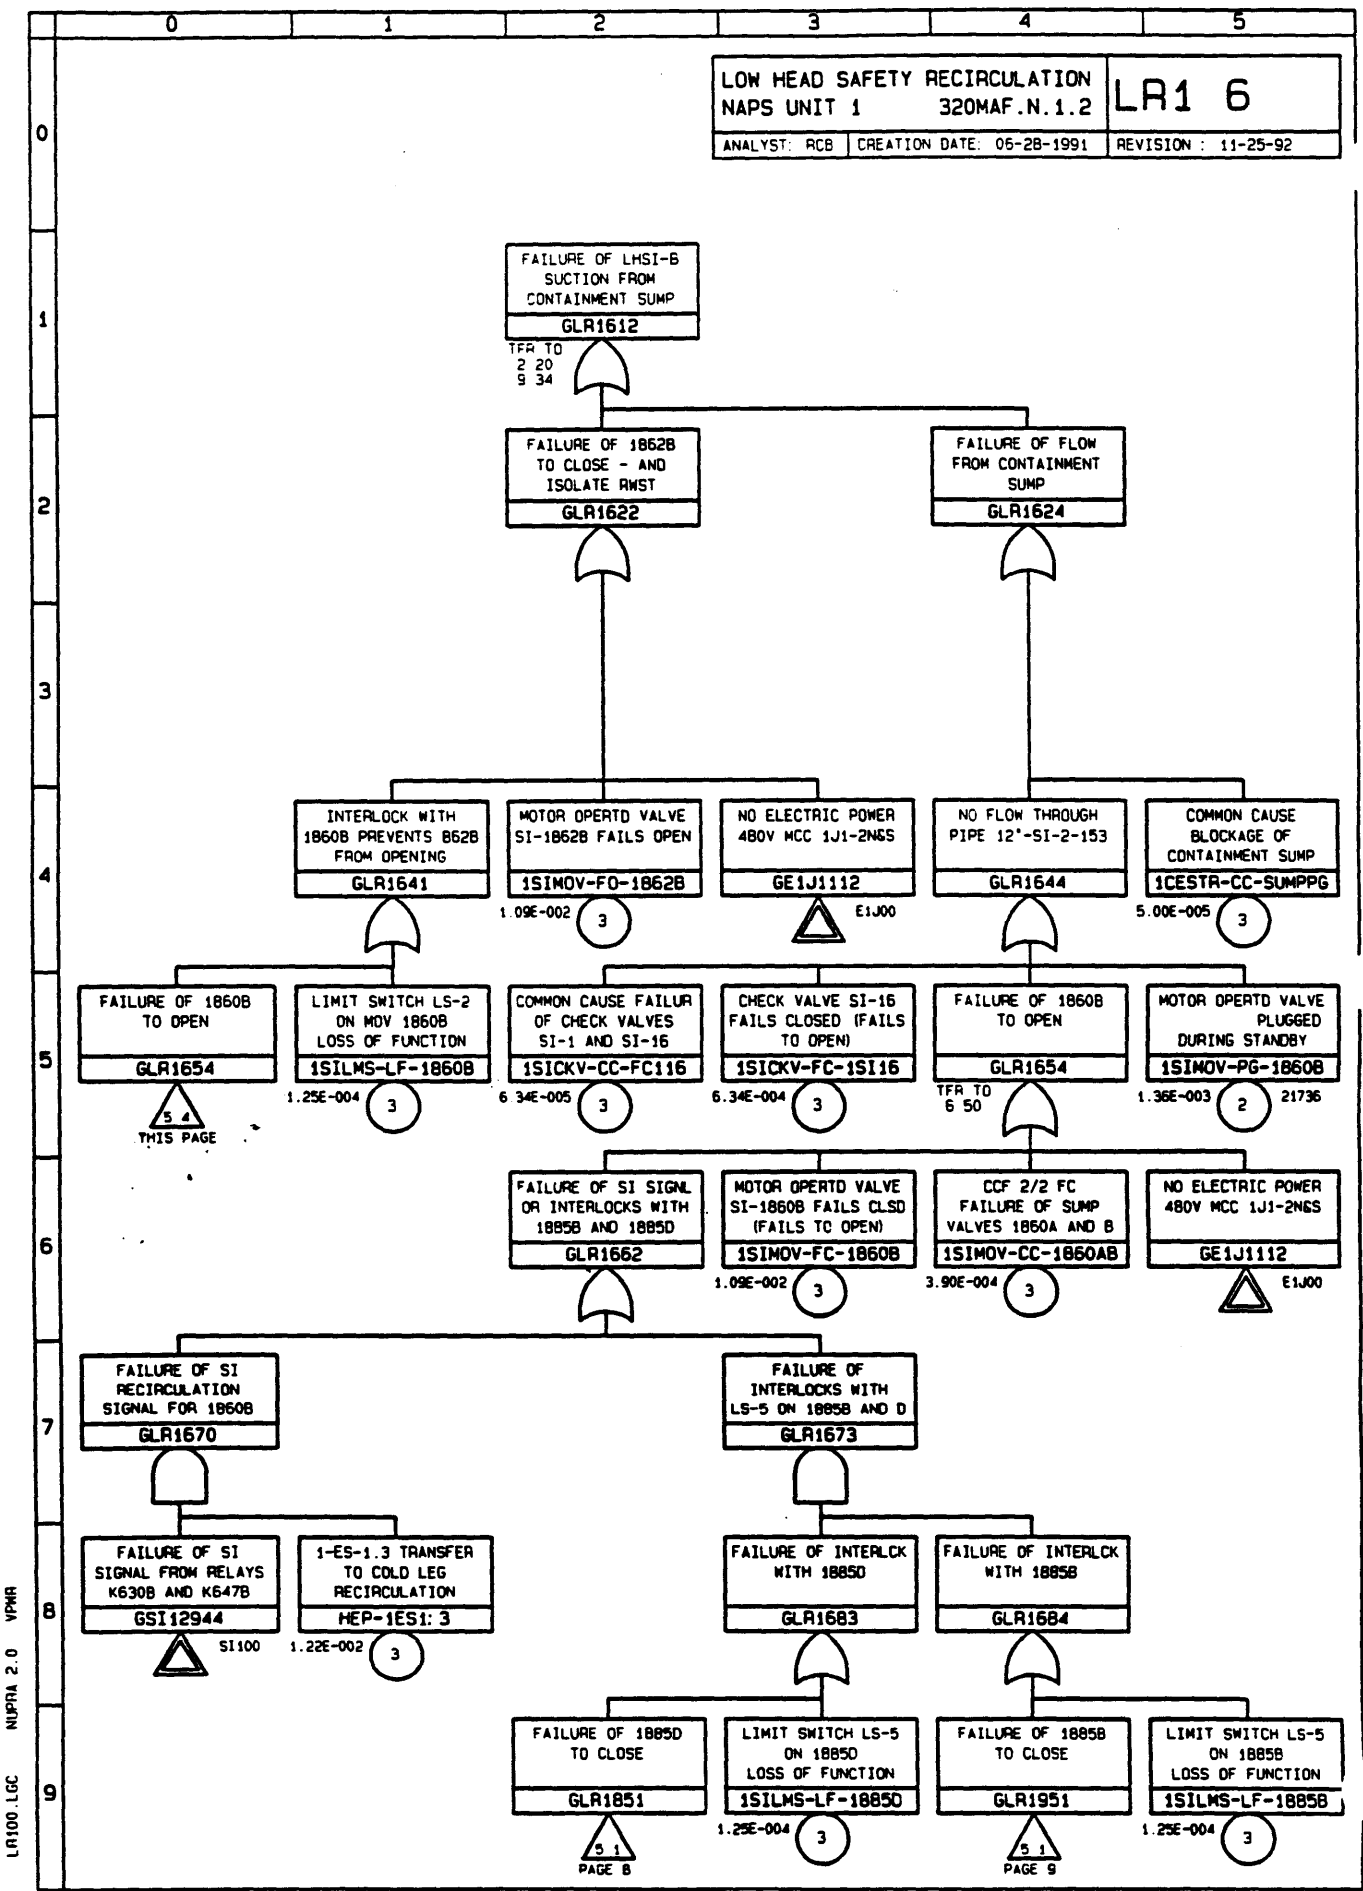 0 1 2 3 4 5
LOW HEAD SAFETY RECIRCULATION
NAPS UNIT 1 320MAF.N.1.2
LR1 6
ANALYST: RCB CREATION DATE: 06-28-1991 REVISION : 11-25-92
0
FAILURE OF LHSI-B
SUCTION FROM
CONTAINMENT SUMP
GLR1612
1
TFR TO
2 20
9 34
FAILURE OF 1862B
TO CLOSE - AND
ISOLATE RWST
GLR1622
FAILURE OF FLOW
FROM CONTAINMENT
SUMP
GLR1624
2
3
INTERLOCK WITH
1860B PREVENTS 862B
FROM OPENING
GLR1641
MOTOR OPERTD VALVE
SI-1862B FAILS OPEN
1SIMOV-FO-1862B
1.09E-002
3
NO ELECTRIC POWER
480V MCC 1J1-2N&S
GE1J1112
E1J00
NO FLOW THROUGH
PIPE 12"-SI-2-153
GLR1644
COMMON CAUSE
BLOCKAGE OF
CONTAINMENT SUMP
1CESTR-CC-SUMPPG
5.00E-005
3
4
FAILURE OF 1860B
TO OPEN
GLR1654
5 4
THIS PAGE
LIMIT SWITCH LS-2
ON MOV 1860B
LOSS OF FUNCTION
1SILMS-LF-1860B
1.25E-004
3
COMMON CAUSE FAILUR
OF CHECK VALVES
SI-1 AND SI-16
1SICKV-CC-FC116
6.34E-005
3
CHECK VALVE SI-16
FAILS CLOSED (FAILS
TO OPEN)
1SICKV-FC-1SI16
6.34E-004
3
FAILURE OF 1860B
TO OPEN
GLR1654
TFR TO
6 50
MOTOR OPERTD VALVE
PLUGGED
DURING STANDBY
1SIMOV-PG-1860B
1.36E-003
2
21736
5
FAILURE OF SI SIGNL
OR INTERLOCKS WITH
1885B AND 1885D
GLR1662
MOTOR OPERTD VALVE
SI-1860B FAILS CLSD
(FAILS TO OPEN)
1SIMOV-FC-1860B
1.09E-002
3
CCF 2/2 FC
FAILURE OF SUMP
VALVES 1860A AND B
1SIMOV-CC-1860AB
3.90E-004
3
NO ELECTRIC POWER
480V MCC 1J1-2N&S
GE1J1112
E1J00
6
FAILURE OF SI
RECIRCULATION
SIGNAL FOR 1860B
GLR1670
FAILURE OF
INTERLOCKS WITH
LS-5 ON 1885B AND D
GLR1673
7
FAILURE OF SI
SIGNAL FROM RELAYS
K630B AND K647B
GSI12944
SI100
1-ES-1.3 TRANSFER
TO COLD LEG
RECIRCULATION
HEP-1ES1: 3
1.22E-002
3
FAILURE OF INTERLCK
WITH 1885D
GLR1683
FAILURE OF INTERLCK
WITH 1885B
GLR1684
8
FAILURE OF 1885D
TO CLOSE
GLR1851
5 1
PAGE 8
LIMIT SWITCH LS-5
ON 1885D
LOSS OF FUNCTION
1SILMS-LF-1885D
1.25E-004
3
FAILURE OF 1885B
TO CLOSE
GLR1951
5 1
PAGE 9
LIMIT SWITCH LS-5
ON 1885B
LOSS OF FUNCTION
1SILMS-LF-1885B
1.25E-004
3
9
LR100.LGC NUPRA 2.0 VPWR